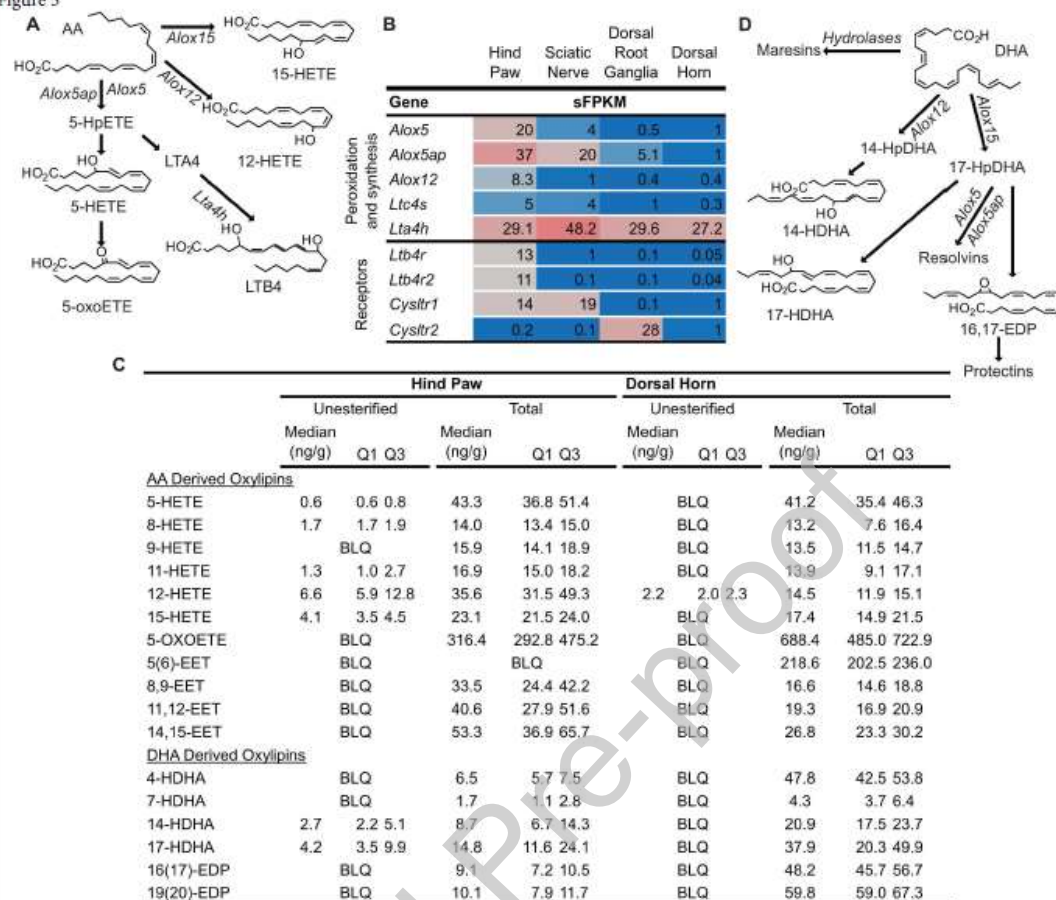 Figure 3
A
AA
Alox15
HO₂C
HO
15-HETE
HO₂C
Alox5ap
Alox5
Alox12
HO₂C
HO
12-HETE
5-HpETE
LTA4
HO
HO₂C
5-HETE
Lta4h
HO
HO
HO₂C
LTB4
O
HO₂C
5-oxoETE
B
Hind Paw Sciatic Nerve Dorsal Root Ganglia Dorsal Horn
Gene sFPKM
Peroxidation and synthesis
Alox5 20 4 0.5 1
Alox5ap 37 20 5.1 1
Alox12 8.3 1 0.4 0.4
Ltc4s 5 4 1 0.3
Lta4h 29.1 48.2 29.6 27.2
Receptors
Ltb4r 13 1 0.1 0.05
Ltb4r2 11 0.1 0.1 0.04
Cysltr1 14 19 0.1 1
Cysltr2 0.2 0.1 28 1
D
Maresins
Hydrolases
CO₂H
DHA
Alox12
Alox15
14-HpDHA
17-HpDHA
HO₂C
HO
14-HDHA
Alox5
Alox5ap
Resolvins
HO
HO₂C
17-HDHA
O
HO₂C
16,17-EDP
Protectins
C
Hind Paw Dorsal Horn
Unesterified Total Unesterified Total
Median Median Median Median
(ng/g) Q1 Q3 (ng/g) Q1 Q3 (ng/g) Q1 Q3 (ng/g) Q1 Q3
AA Derived Oxylipins
5-HETE 0.6 0.6 0.8 43.3 36.8 51.4 BLQ 41.2 35.4 46.3
8-HETE 1.7 1.7 1.9 14.0 13.4 15.0 BLQ 13.2 7.6 16.4
9-HETE BLQ 15.9 14.1 18.9 BLQ 13.5 11.5 14.7
11-HETE 1.3 1.0 2.7 16.9 15.0 18.2 BLQ 13.9 9.1 17.1
12-HETE 6.6 5.9 12.8 35.6 31.5 49.3 2.2 2.0 2.3 14.5 11.9 15.1
15-HETE 4.1 3.5 4.5 23.1 21.5 24.0 BLQ 17.4 14.9 21.5
5-OXOETE BLQ 316.4 292.8 475.2 BLQ 688.4 485.0 722.9
5(6)-EET BLQ BLQ BLQ 218.6 202.5 236.0
8,9-EET BLQ 33.5 24.4 42.2 BLQ 16.6 14.6 18.8
11,12-EET BLQ 40.6 27.9 51.6 BLQ 19.3 16.9 20.9
14,15-EET BLQ 53.3 36.9 65.7 BLQ 26.8 23.3 30.2
DHA Derived Oxylipins
4-HDHA BLQ 6.5 5.7 7.5 BLQ 47.8 42.5 53.8
7-HDHA BLQ 1.7 1.1 2.8 BLQ 4.3 3.7 6.4
14-HDHA 2.7 2.2 5.1 8.7 6.7 14.3 BLQ 20.9 17.5 23.7
17-HDHA 4.2 3.5 9.9 14.8 11.6 24.1 BLQ 37.9 20.3 49.9
16(17)-EDP BLQ 9.1 7.2 10.5 BLQ 48.2 45.7 56.7
19(20)-EDP BLQ 10.1 7.9 11.7 BLQ 59.8 59.0 67.3
Pre-proof